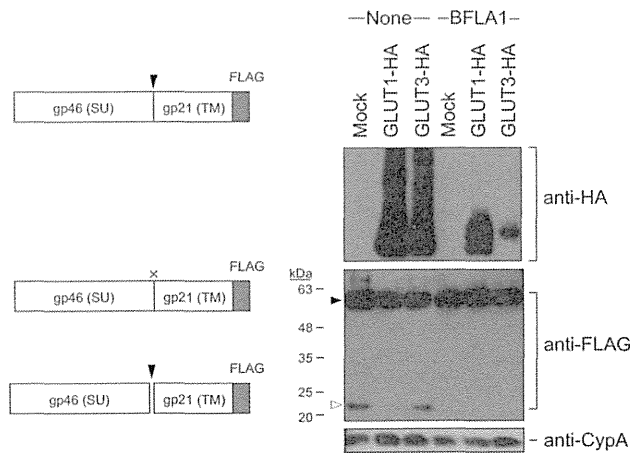 None
BFLA1
Mock
GLUT1-HA
GLUT3-HA
Mock
GLUT1-HA
GLUT3-HA
FLAG
gp46 (SU) gp21 (TM)
anti-HA
FLAG
gp46 (SU) gp21 (TM)
FLAG
gp46 (SU) gp21 (TM)
kDa
63
48
35
25
20
anti-FLAG
anti-CypA